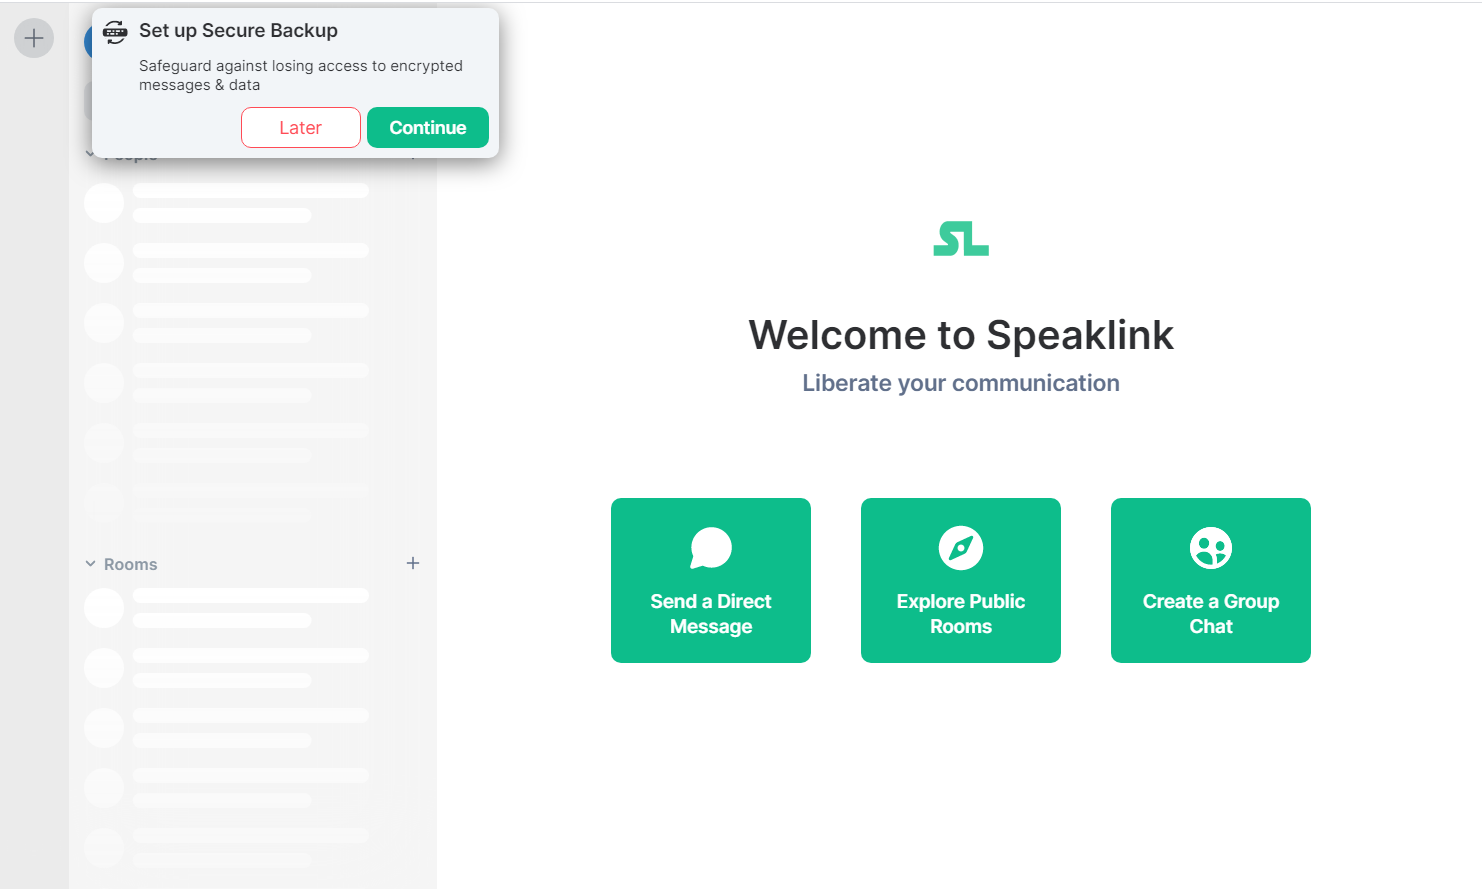 Set up Secure Backup
Safeguard against losing access to encrypted
messages & data
Later
Continue
People
Rooms
SL
Welcome to Speaklink
Liberate your communication
Send a Direct
Message
Explore Public
Rooms
Create a Group
Chat